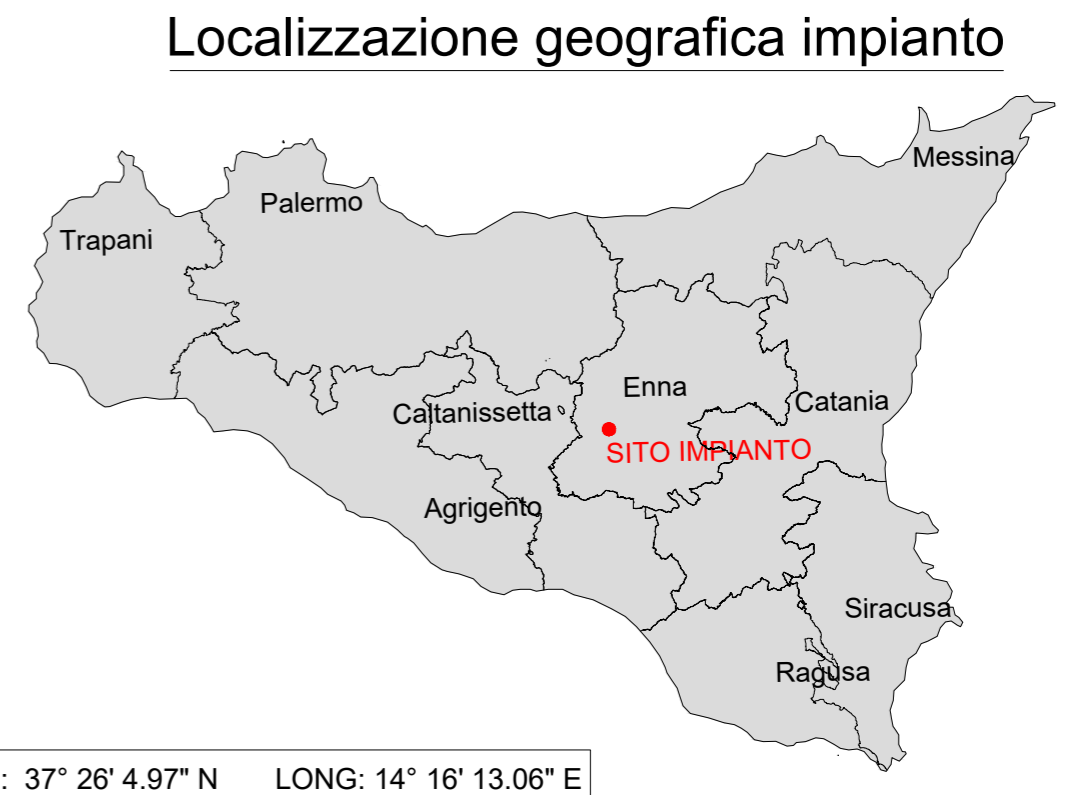 Localizzazione geografica impianto
Messina
Palermo
Trapani
Enna
Catania
Caltanissetta
SITO IMPIANTO
Agrigento
Siracusa
Ragusa
: 37° 26' 4.97" N LONG: 14° 16' 13.06" E